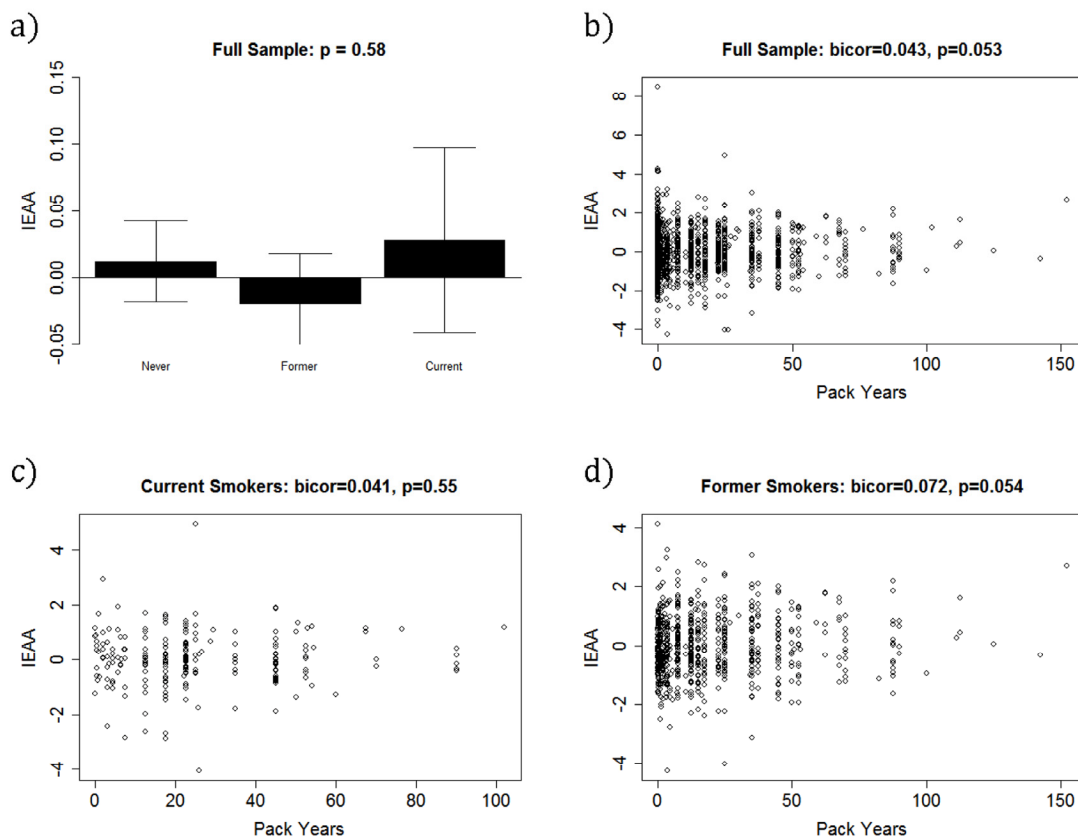 a)
Full Sample: p = 0.58
IEAA
0.15
0.10
0.05
0.00
-0.05
Never Former Current
b)
Full Sample: bicor=0.043, p=0.053
IEAA
8
6
4
2
0
-2
-4
0 50 100 150
Pack Years
c)
Current Smokers: bicor=0.041, p=0.55
IEAA
4
2
0
-2
-4
0 20 40 60 80 100
Pack Years
d)
Former Smokers: bicor=0.072, p=0.054
IEAA
4
2
0
-2
-4
0 50 100 150
Pack Years